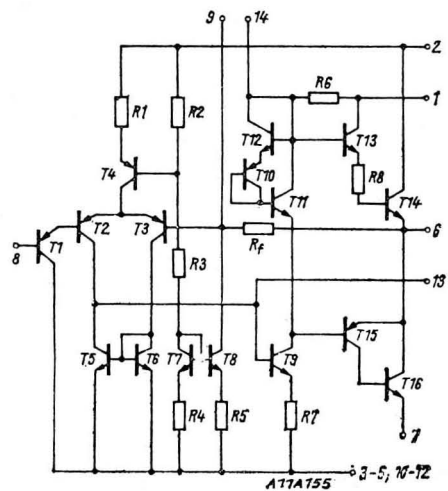 9 14
2
R6
1
R1 R2
T12 T13
T4 T10 R8
T11 T14
T2 T3 Rf 6
8 T1
R3 13
T15
T5 T6 T7 T8 T9 T16
R4 R5 R7
7
3-5; 10-12
A11A155